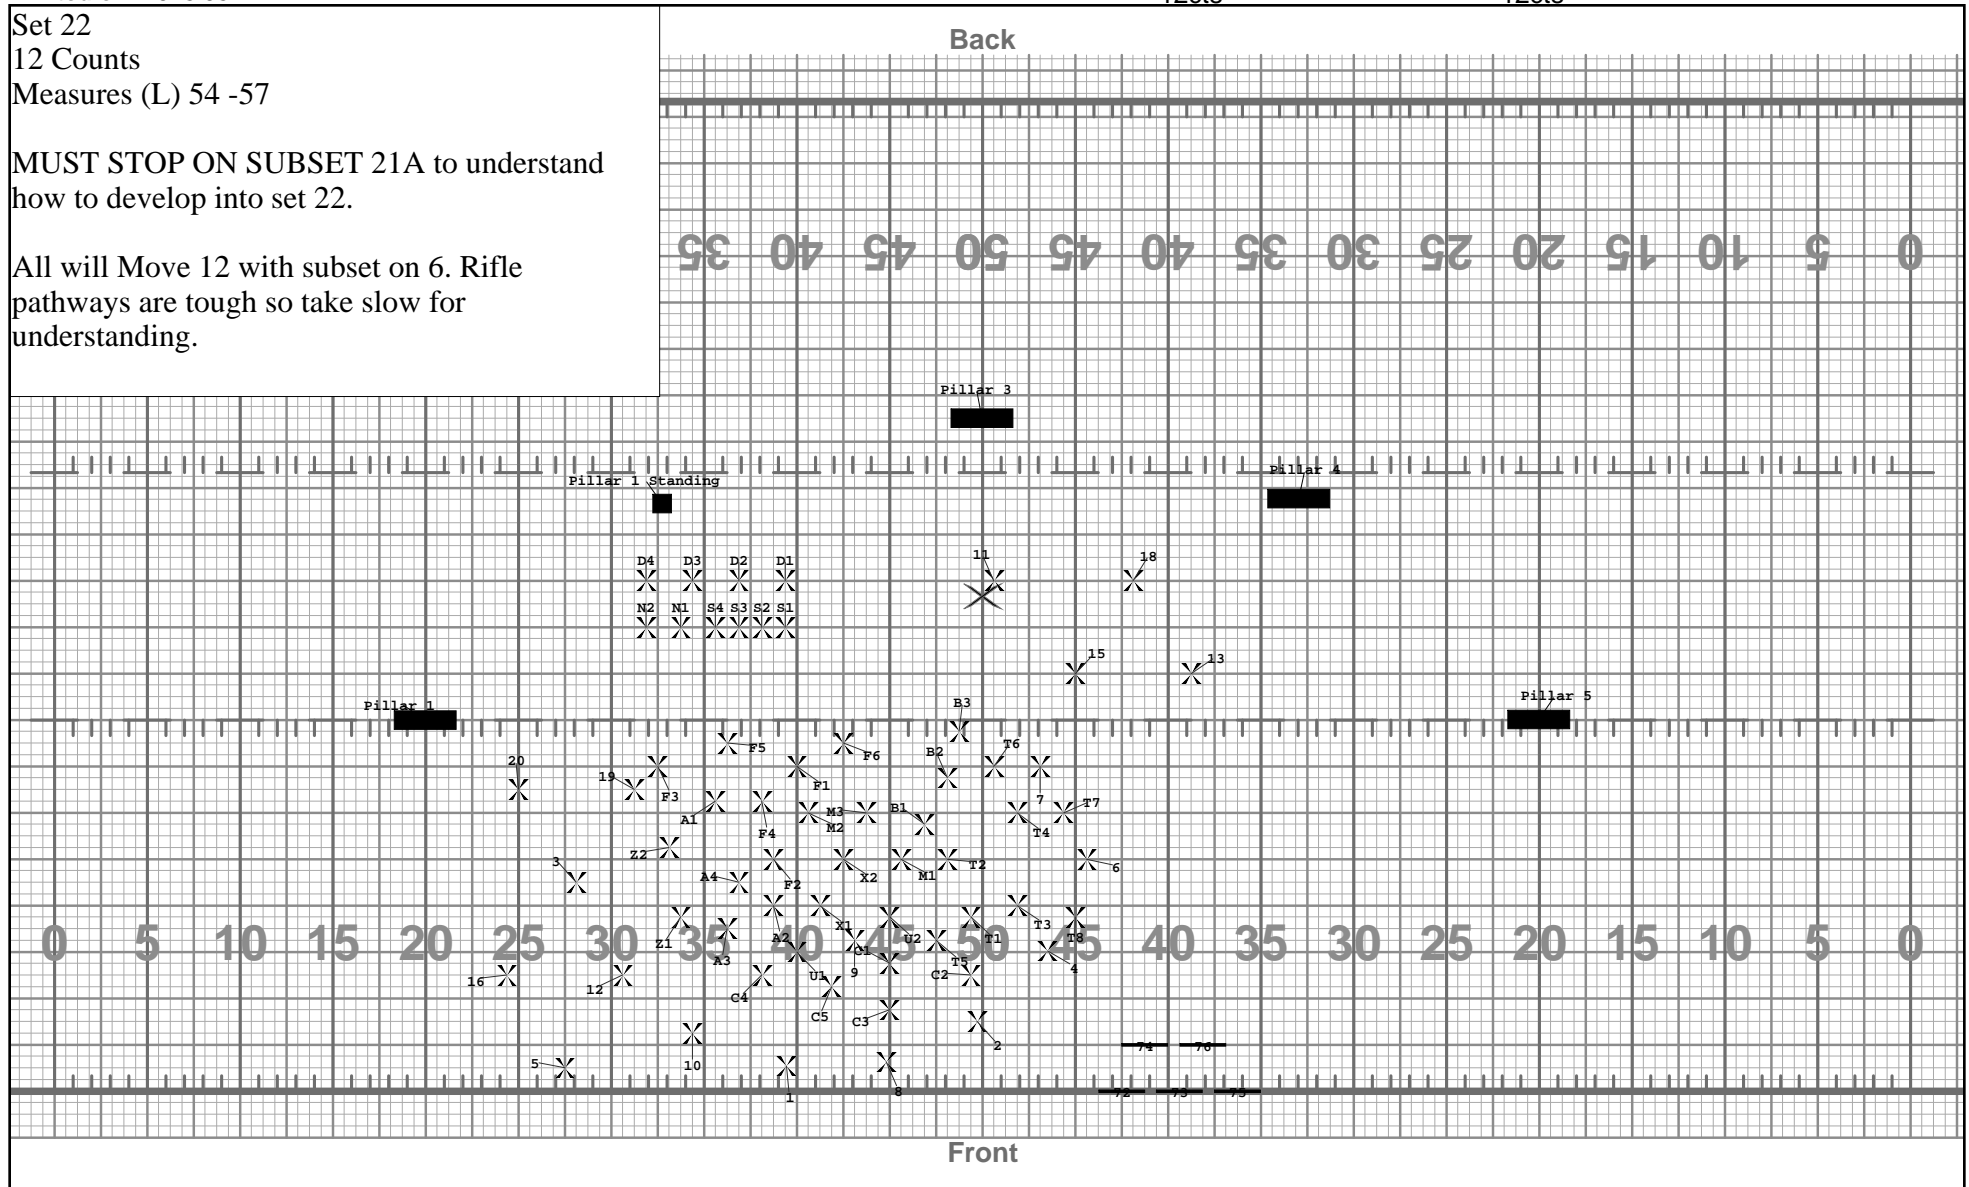 12cts 12cts
Set 22
12 Counts
Measures (L) 54 -57
MUST STOP ON SUBSET 21A to understand
how to develop into set 22.
All will Move 12 with subset on 6. Rifle
pathways are tough so take slow for
understanding.
Back
35 40 45 50 45 40 35 30 25 20 15 10 5 0
Pillar 3
Pillar 4
Pillar 1 Standing
D4 D3 D2 D1 11 18
N2 N1 S4 S3 S2 S1
15 13
Pillar 1 Pillar 5
B3
F5 F6 B2 T6
20 19 F3 F1 7
A1 F4 M2 M3 B1 T4 T7
Z2 3 A4 F2 X2 M1 T2 6
Z1 A3 A2 X1 U2 T1 T3 T8
0 5 10 15 20 25 30 35 40 45 50 45 40 35 30 25 20 15 10 5 0
16 12 C4 U1 9 C1 T5 C2 4
C5 C3 2
10 74 76
5 1 8 72 73 75
Front